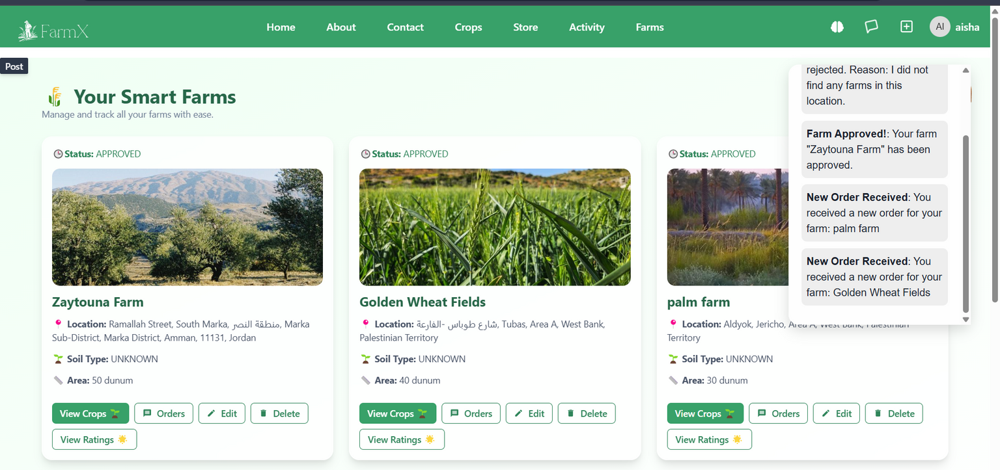 FarmX
Home
About
Contact
Crops
Store
Activity
Farms
AI
aisha
Post
Your Smart Farms
Manage and track all your farms with ease.
Status: APPROVED
Zaytouna Farm
Location: Ramallah Street, South Marka, منطقة النصر, Marka
Sub-District, Marka District, Amman, 11131, Jordan
Soil Type: UNKNOWN
Area: 50 dunum
View Crops
Orders
Edit
Delete
View Ratings
Status: APPROVED
Golden Wheat Fields
Location: شارع طوباس -الفارعة, Tubas, Area A, West Bank,
Palestinian Territory
Soil Type: UNKNOWN
Area: 40 dunum
View Crops
Orders
Edit
Delete
View Ratings
Status: APPROVED
palm farm
Location: Aldyok, Jericho, Area A, West Bank, Palestinian
Territory
Soil Type: UNKNOWN
Area: 30 dunum
View Crops
Orders
Edit
Delete
View Ratings
rejected. Reason: I did not
find any farms in this
location.
Farm Approved!: Your farm
"Zaytouna Farm" has been
approved.
New Order Received: You
received a new order for your
farm: palm farm
New Order Received: You
received a new order for your
farm: Golden Wheat Fields